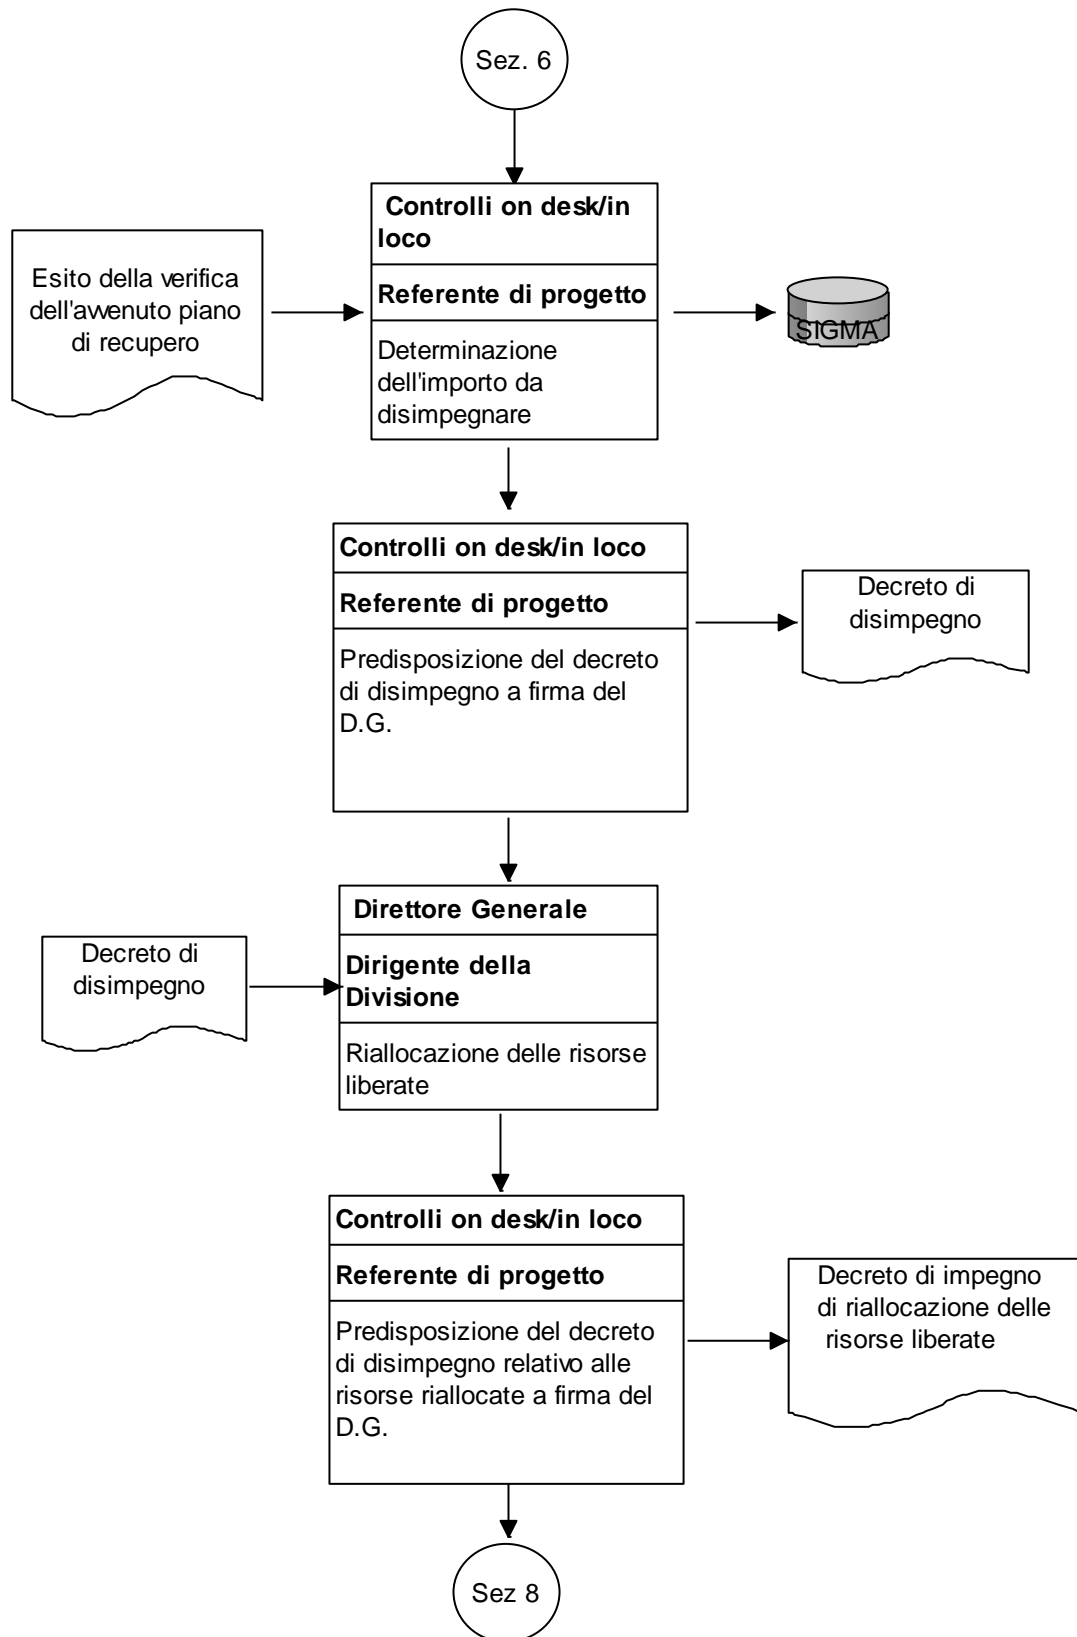 Sez. 6
Controlli on desk/in
loco
Referente di progetto
Determinazione
dell'importo da
disimpegnare
Esito della verifica
dell'avvenuto piano
di recupero
SIGMA
Controlli on desk/in loco
Referente di progetto
Predisposizione del decreto
di disimpegno a firma del
D.G.
Decreto di
disimpegno
Direttore Generale
Dirigente della
Divisione
Riallocazione delle risorse
liberate
Decreto di
disimpegno
Controlli on desk/in loco
Referente di progetto
Predisposizione del decreto
di disimpegno relativo alle
risorse riallocate a firma del
D.G.
Decreto di impegno
di riallocazione delle
risorse liberate
Sez 8